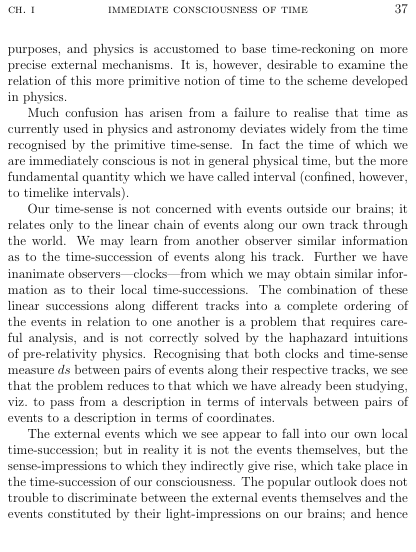 CH. I IMMEDIATE CONSCIOUSNESS OF TIME 37
purposes, and physics is accustomed to base time-reckoning on more
precise external mechanisms. It is, however, desirable to examine the
relation of this more primitive notion of time to the scheme developed
in physics.
Much confusion has arisen from a failure to realise that time as
currently used in physics and astronomy deviates widely from the time
recognised by the primitive time-sense. In fact the time of which we
are immediately conscious is not in general physical time, but the more
fundamental quantity which we have called interval (confined, however,
to timelike intervals).
Our time-sense is not concerned with events outside our brains; it
relates only to the linear chain of events along our own track through
the world. We may learn from another observer similar information
as to the time-succession of events along his track. Further we have
inanimate observers—clocks—from which we may obtain similar infor-
mation as to their local time-successions. The combination of these
linear successions along different tracks into a complete ordering of
the events in relation to one another is a problem that requires care-
ful analysis, and is not correctly solved by the haphazard intuitions
of pre-relativity physics. Recognising that both clocks and time-sense
measure ds between pairs of events along their respective tracks, we see
that the problem reduces to that which we have already been studying,
viz. to pass from a description in terms of intervals between pairs of
events to a description in terms of coordinates.
The external events which we see appear to fall into our own local
time-succession; but in reality it is not the events themselves, but the
sense-impressions to which they indirectly give rise, which take place in
the time-succession of our consciousness. The popular outlook does not
trouble to discriminate between the external events themselves and the
events constituted by their light-impressions on our brains; and hence